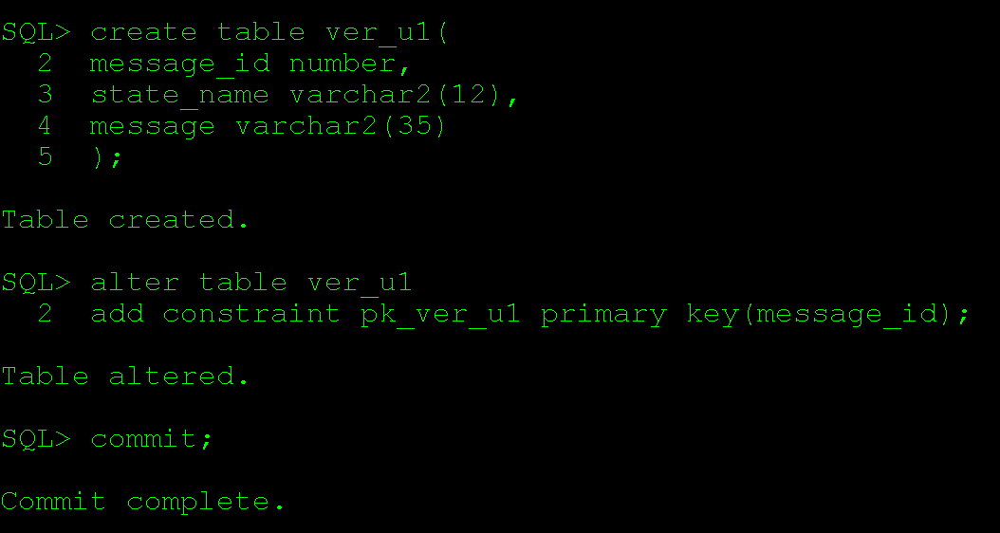 SQL> create table ver_u1(
  2  message_id number,
  3  state_name varchar2(12),
  4  message varchar2(35)
  5  );
Table created.
SQL> alter table ver_u1
  2  add constraint pk_ver_u1 primary key(message_id);
Table altered.
SQL> commit;
Commit complete.